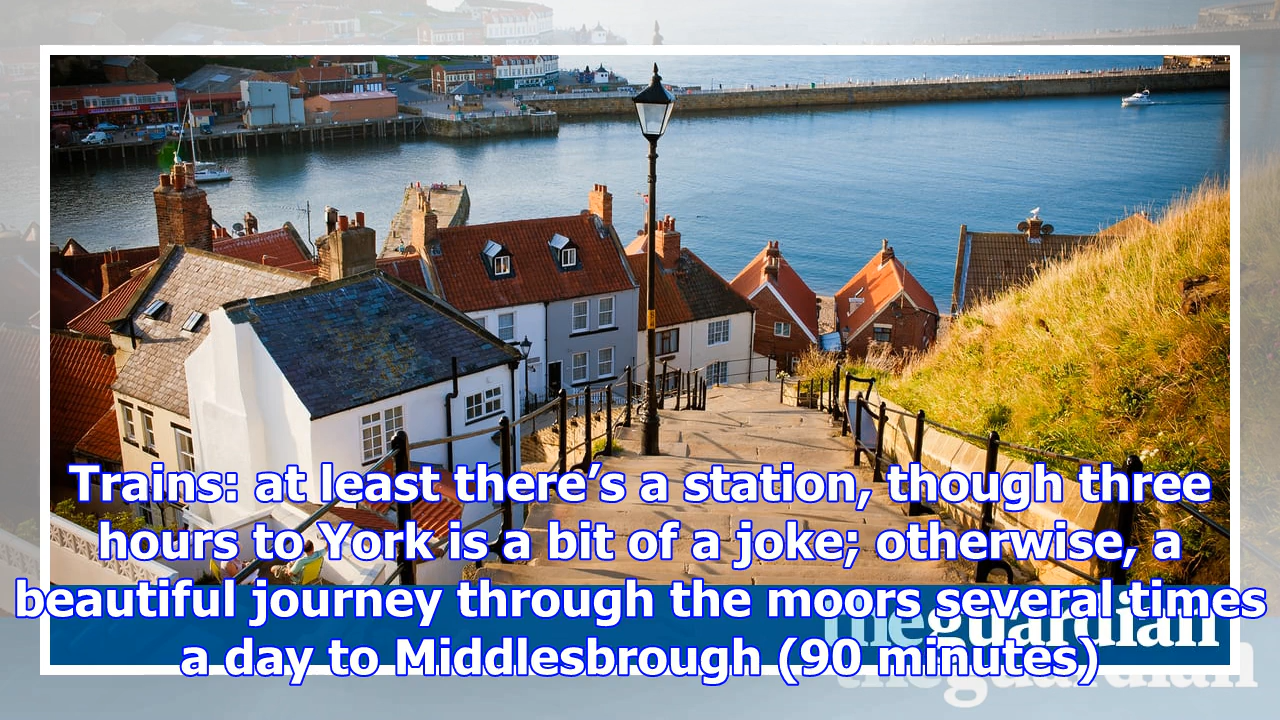 Trains: at least there’s a station, though three
hours to York is a bit of a joke; otherwise, a
beautiful journey through the moors several times
a day to Middlesbrough (90 minutes)
theguardian
theguardian